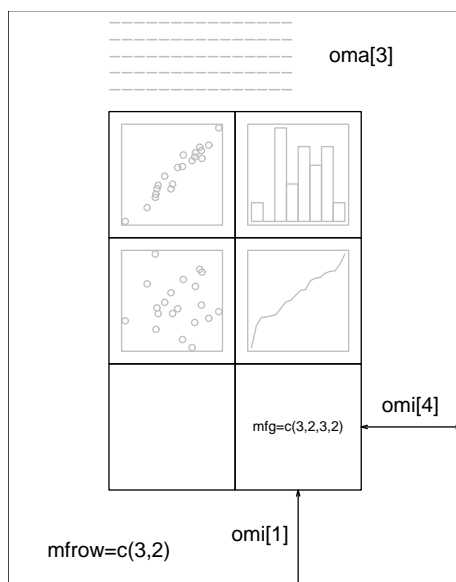 oma[3]
omi[4]
mfg=c(3,2,3,2)
omi[1]
mfrow=c(3,2)